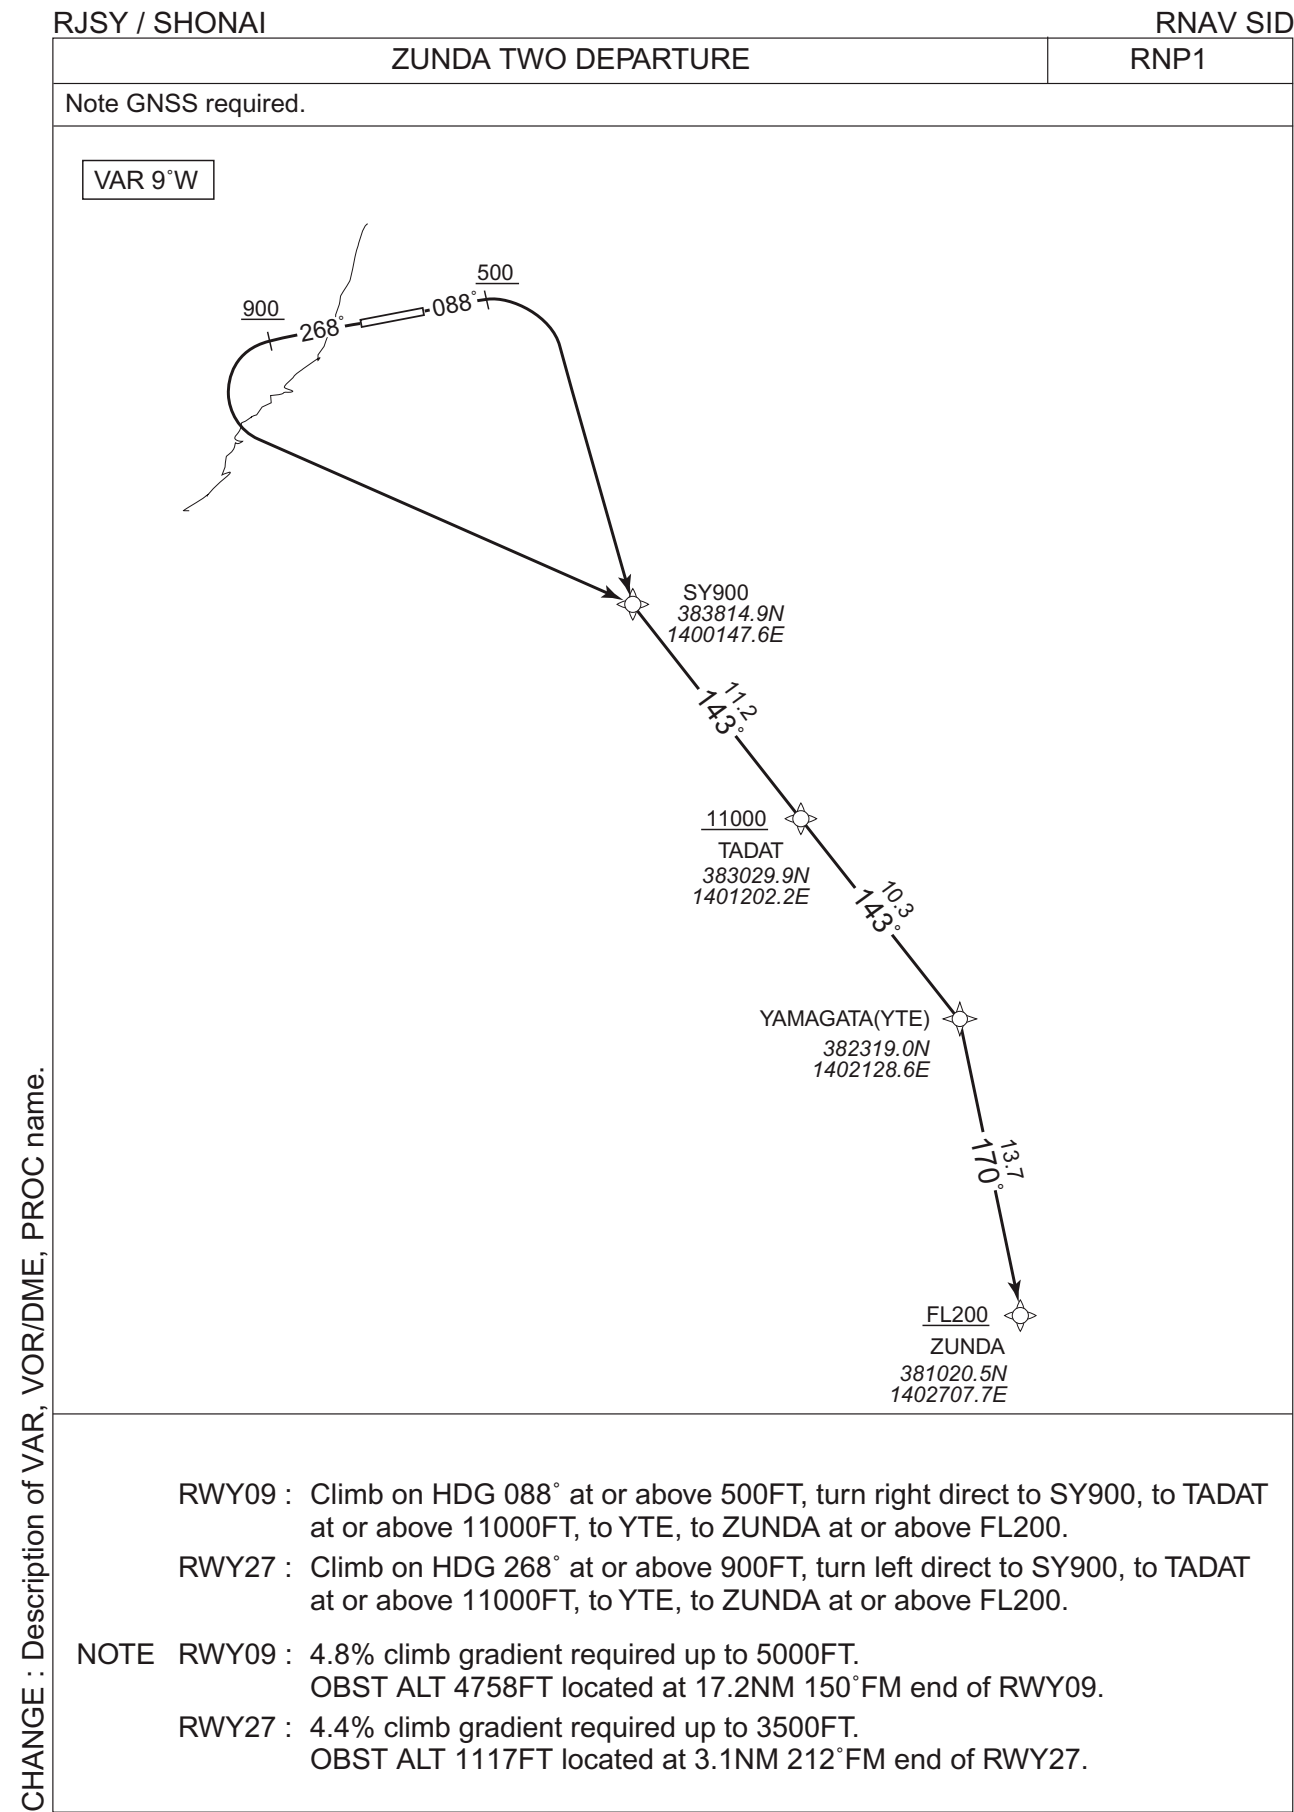 RJSY / SHONAI
RNAV SID
ZUNDA TWO DEPARTURE
RNP1
Note GNSS required.
VAR 9˚W
500
900
088˚
268˚
SY900
383814.9N
1400147.6E
11.2
143˚
11000
TADAT
383029.9N
1401202.2E
10.3
143˚
YAMAGATA(YTE)
382319.0N
1402128.6E
13.7
170˚
FL200
ZUNDA
381020.5N
1402707.7E
RWY09 : Climb on HDG 088˚ at or above 500FT, turn right direct to SY900, to TADAT
at or above 11000FT, to YTE, to ZUNDA at or above FL200.
RWY27 : Climb on HDG 268˚ at or above 900FT, turn left direct to SY900, to TADAT
at or above 11000FT, to YTE, to ZUNDA at or above FL200.
NOTE RWY09 : 4.8% climb gradient required up to 5000FT.
OBST ALT 4758FT located at 17.2NM 150˚FM end of RWY09.
RWY27 : 4.4% climb gradient required up to 3500FT.
OBST ALT 1117FT located at 3.1NM 212˚FM end of RWY27.
CHANGE : Description of VAR, VOR/DME, PROC name.